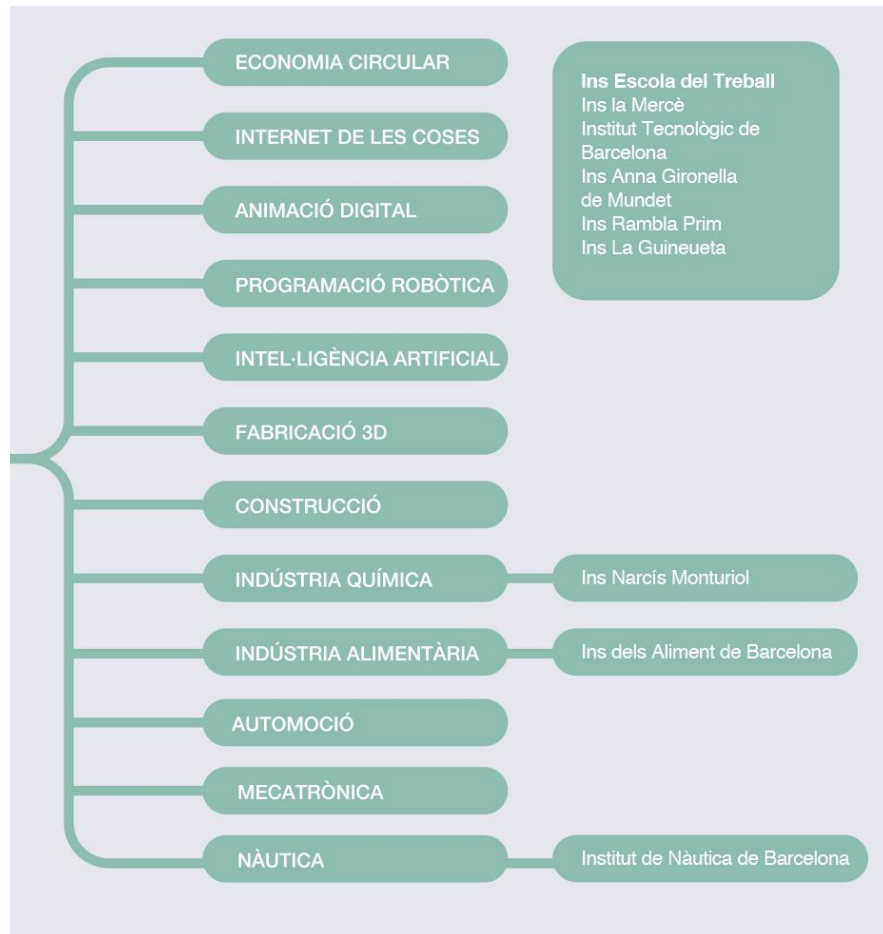 ECONOMIA CIRCULAR
INTERNET DE LES COSES
ANIMACIÓ DIGITAL
PROGRAMACIÓ ROBÒTICA
INTEL·LIGÈNCIA ARTIFICIAL
FABRICACIÓ 3D
CONSTRUCCIÓ
INDÚSTRIA QUÍMICA
INDÚSTRIA ALIMENTÀRIA
AUTOMOCIÓ
MECATRÒNICA
NÀUTICA
Ins Escola del Treball
Ins la Mercè
Institut Tecnològic de
Barcelona
Ins Anna Gironella
de Mundet
Ins Rambla Prim
Ins La Guineueta
Ins Narcís Monturiol
Ins dels Aliment de Barcelona
Institut de Nàutica de Barcelona